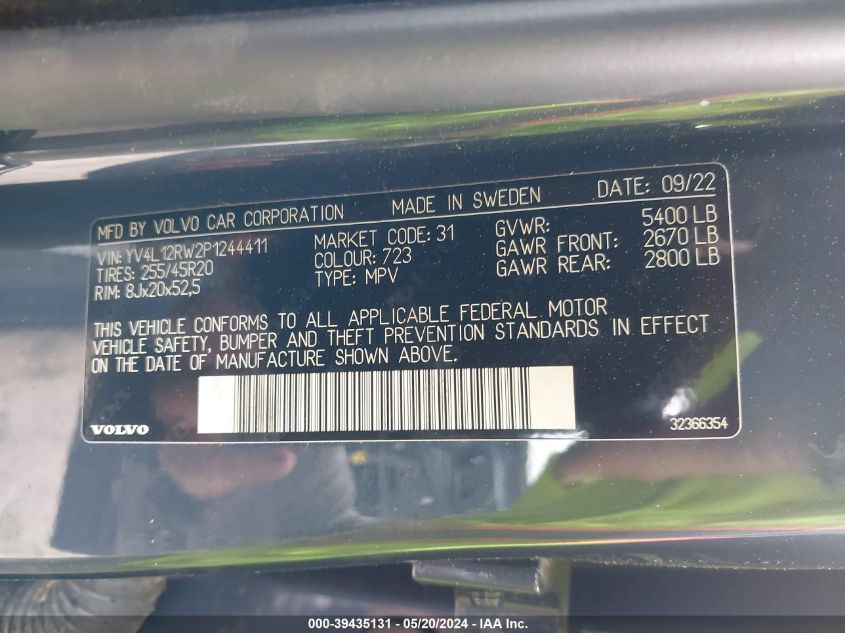 MFD BY VOLVO CAR CORPORATION MADE IN SWEDEN DATE: 09/22
VIN: YV4L12RW2P1244411 MARKET CODE: 31 GVWR: 5400 LB
TIRES: 255/45R20 COLOUR: 723 GAWR FRONT: 2670 LB
RIM: 8Jx20x52,5 TYPE: MPV GAWR REAR: 2800 LB
THIS VEHICLE CONFORMS TO ALL APPLICABLE FEDERAL MOTOR
VEHICLE SAFETY, BUMPER AND THEFT PREVENTION STANDARDS IN EFFECT
ON THE DATE OF MANUFACTURE SHOWN ABOVE.
VOLVO 32366354
000-39435131 - 05/20/2024 - IAA Inc.